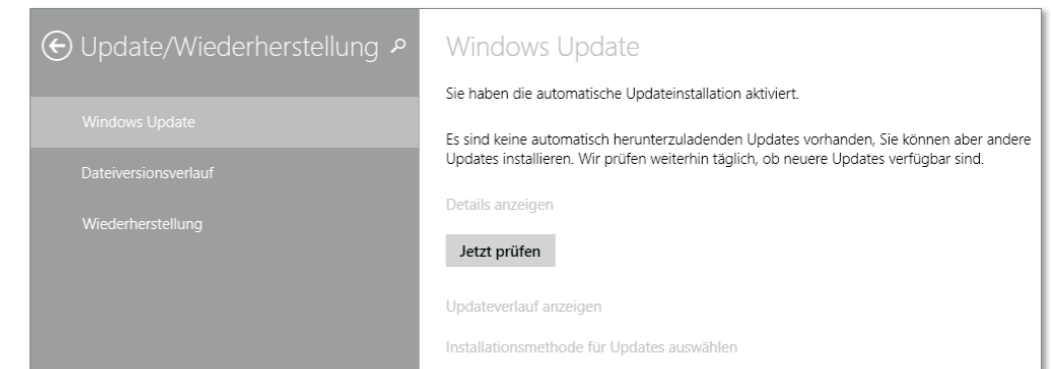 Update/Wiederherstellung
Windows Update
Dateiversionsverlauf
Wiederherstellung
Windows Update
Sie haben die automatische Updateinstallation aktiviert.
Es sind keine automatisch herunterzuladenden Updates vorhanden, Sie können aber andere
Updates installieren. Wir prüfen weiterhin täglich, ob neuere Updates verfügbar sind.
Details anzeigen
Jetzt prüfen
Updateverlauf anzeigen
Installationsmethode für Updates auswählen